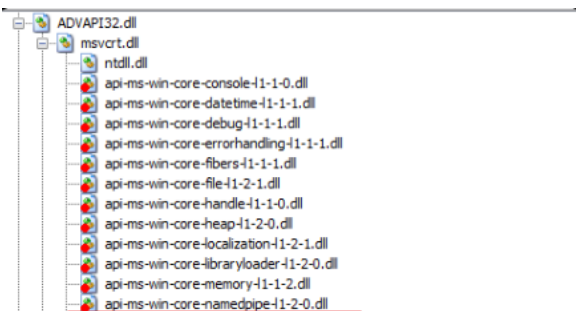 ADVAPI32.dll
msvcrt.dll
ntdll.dll
api-ms-win-core-console-l1-1-0.dll
api-ms-win-core-datetime-l1-1-1.dll
api-ms-win-core-debug-l1-1-1.dll
api-ms-win-core-errorhandling-l1-1-1.dll
api-ms-win-core-fibers-l1-1-1.dll
api-ms-win-core-file-l1-2-1.dll
api-ms-win-core-handle-l1-1-0.dll
api-ms-win-core-heap-l1-2-0.dll
api-ms-win-core-localization-l1-2-1.dll
api-ms-win-core-libraryloader-l1-2-0.dll
api-ms-win-core-memory-l1-1-2.dll
api-ms-win-core-namedpipe-l1-2-0.dll